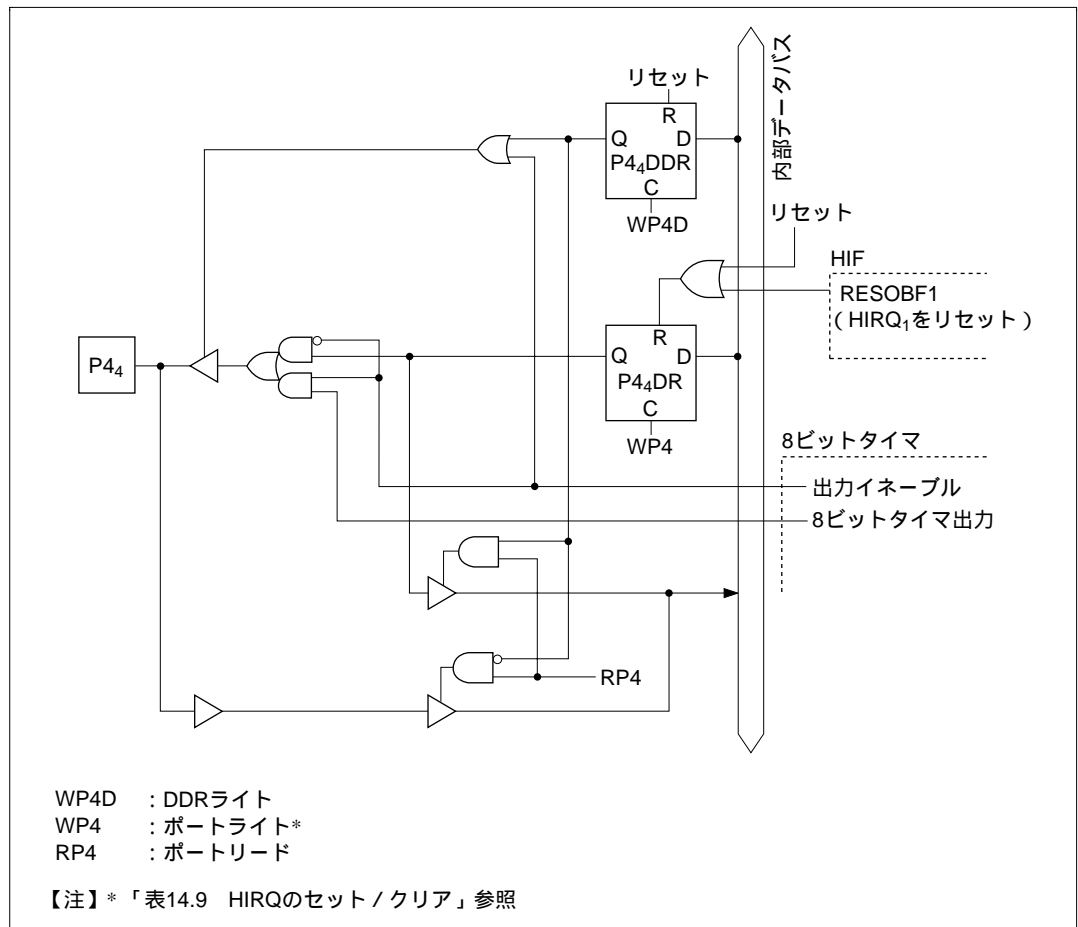 リセット
内部データバス
R
Q D
P4₄DDR
C
WP4D
リセット
HIF
RESOBF1
（HIRQ₁をリセット）
R
Q D
P4₄DR
C
WP4
P4₄
8ビットタイマ
出力イネーブル
8ビットタイマ出力
RP4
WP4D ：DDRライト
WP4 ：ポートライト*
RP4 ：ポートリード
【注】*「表14.9 HIRQのセット / クリア」参照